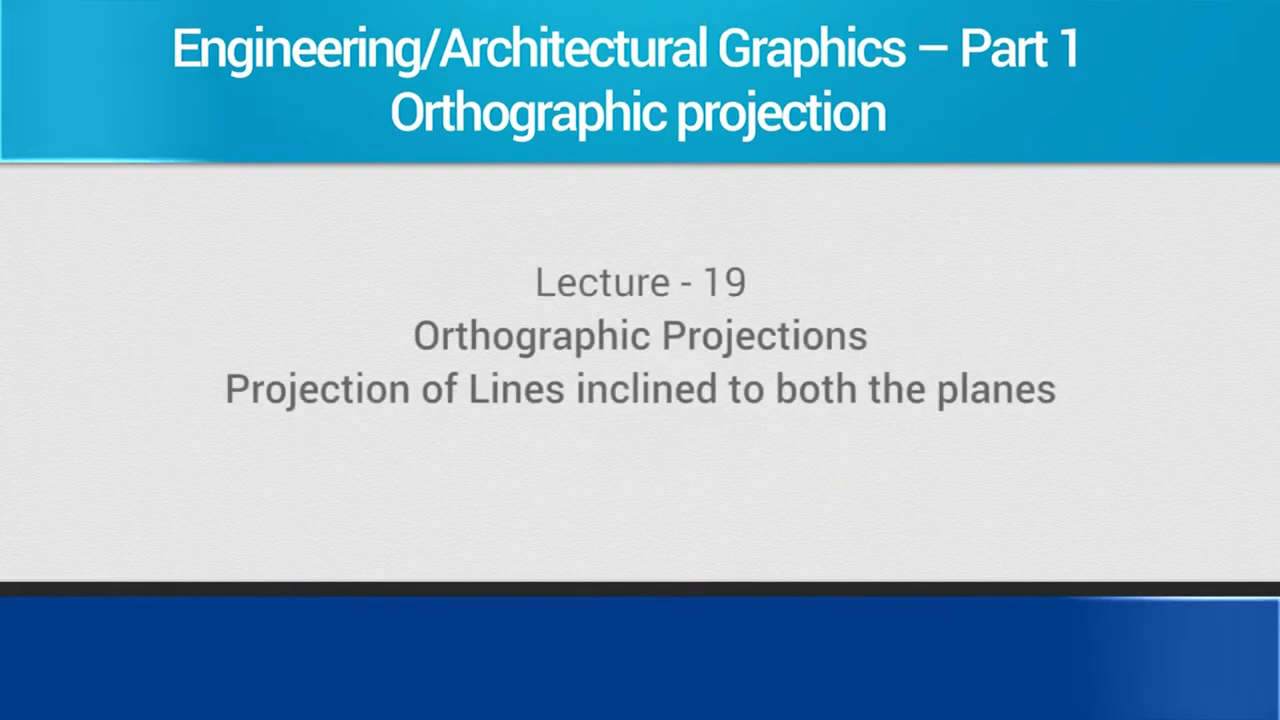 Engineering/Architectural Graphics – Part 1
Orthographic projection
Lecture - 19
Orthographic Projections
Projection of Lines inclined to both the planes